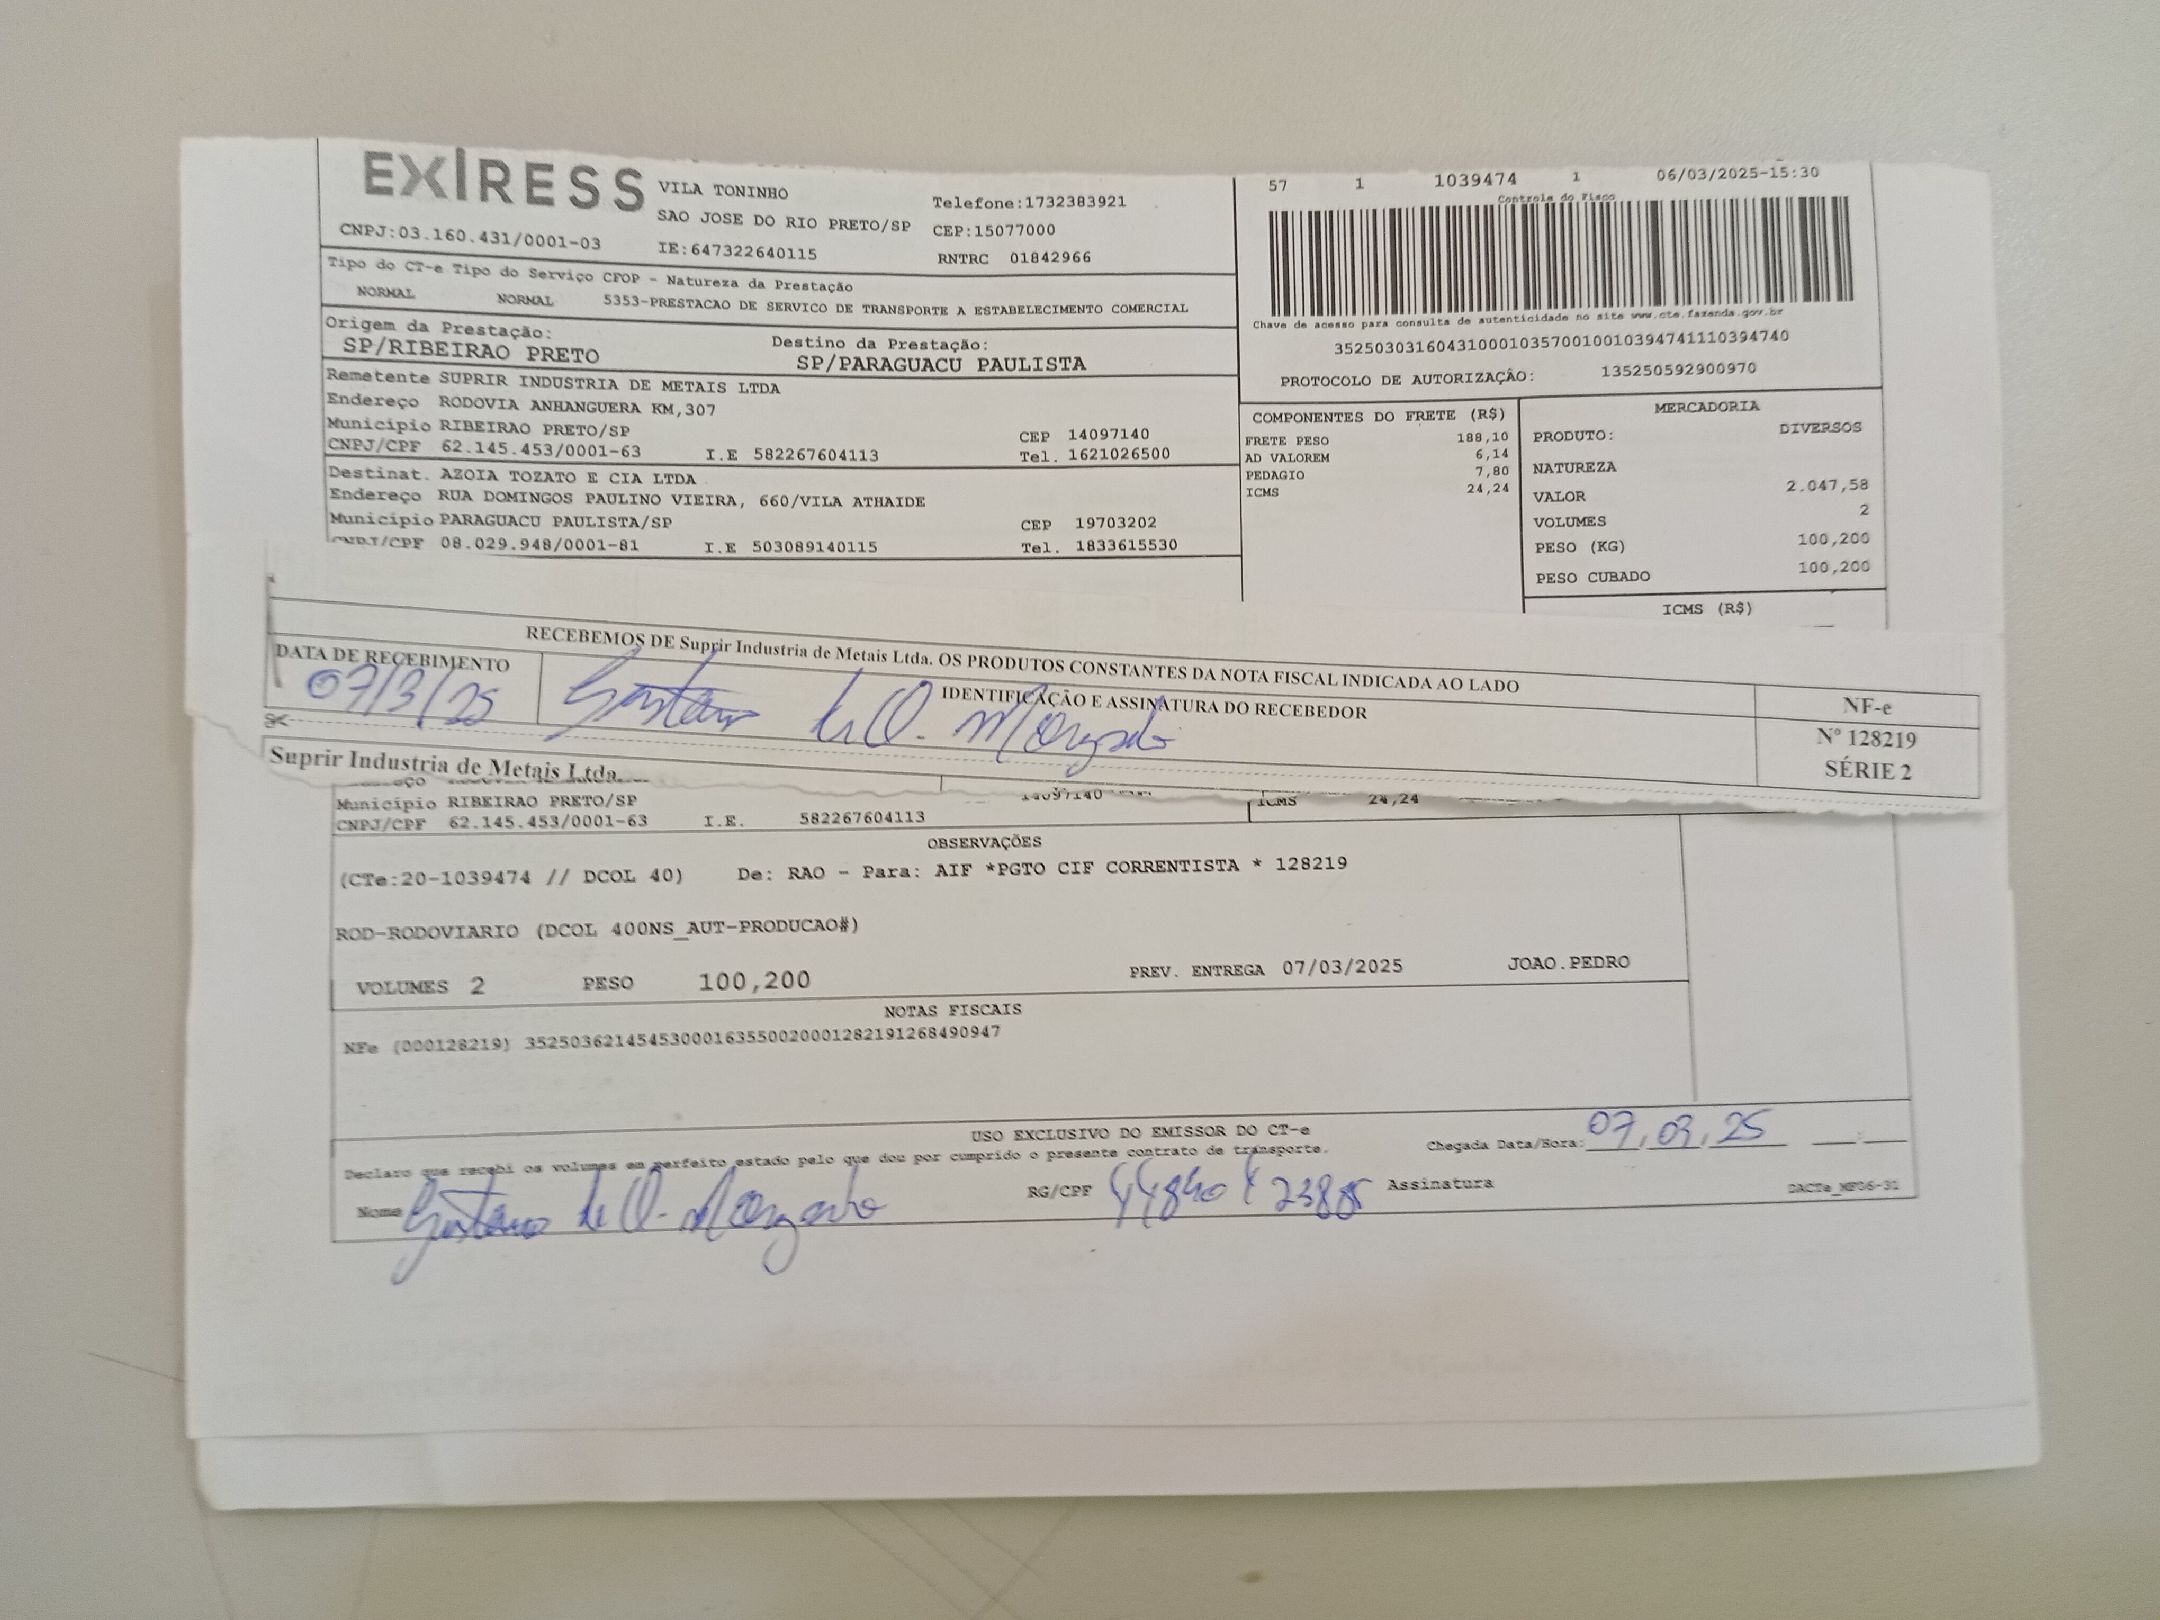 EXPRESS
VILA TONINHO
SAO JOSE DO RIO PRETO/SP
Telefone:1732383921
CEP:15077000
CNPJ:03.160.431/0001-03
IE:647322640115
RNTRC 01842966
57 1 1039474 1 06/03/2025-15:30
Controle do Fisco
Tipo do CT-e Tipo do Serviço CFOP - Natureza da Prestação
NORMAL NORMAL 5353-PRESTACAO DE SERVICO DE TRANSPORTE A ESTABELECIMENTO COMERCIAL
Chave de acesso para consulta de autenticidade no site www.cte.fazenda.gov.br
35250303160431000103570010010394741110394740
PROTOCOLO DE AUTORIZAÇÃO: 135250592900970
Origem da Prestação: Destino da Prestação:
SP/RIBEIRAO PRETO SP/PARAGUACU PAULISTA
Remetente SUPRIR INDUSTRIA DE METAIS LTDA
Endereço RODOVIA ANHANGUERA KM,307
Município RIBEIRAO PRETO/SP CEP 14097140
CNPJ/CPF 62.145.453/0001-63 I.E 582267604113 Tel. 1621026500
Destinat. AZOIA TOZATO E CIA LTDA
Endereço RUA DOMINGOS PAULINO VIEIRA, 660/VILA ATHAIDE
Município PARAGUACU PAULISTA/SP CEP 19703202
CNPJ/CPF 08.029.948/0001-81 I.E 503089140115 Tel. 1833615530
COMPONENTES DO FRETE (R$)
FRETE PESO 188,10
AD VALOREM 6,14
PEDAGIO 7,80
ICMS 24,24
MERCADORIA
PRODUTO: DIVERSOS
NATUREZA
VALOR 2.047,58
VOLUMES 2
PESO (KG) 100,200
PESO CUBADO 100,200
ICMS (R$)
RECEBEMOS DE Suprir Industria de Metais Ltda. OS PRODUTOS CONSTANTES DA NOTA FISCAL INDICADA AO LADO
DATA DE RECEBIMENTO
07/3/25
IDENTIFICAÇÃO E ASSINATURA DO RECEBEDOR
NF-e
Nº 128219
SÉRIE 2
Suprir Industria de Metais Ltda.
Município RIBEIRAO PRETO/SP 14097140 ICMS 24,24
CNPJ/CPF 62.145.453/0001-63 I.E. 582267604113
OBSERVAÇÕES
(CTe:20-1039474 // DCOL 40) De: RAO - Para: AIF *PGTO CIF CORRENTISTA * 128219
ROD-RODOVIARIO (DCOL 400NS_AUT-PRODUCAO#)
VOLUMES 2 PESO 100,200 PREV. ENTREGA 07/03/2025 JOAO.PEDRO
NOTAS FISCAIS
NFe (000128219) 35250362145453000163550020001282191268490947
USO EXCLUSIVO DO EMISSOR DO CT-e
Declaro que recebi os volumes em perfeito estado pelo que dou por cumprido o presente contrato de transporte.
Chegada Data/Hora: 07,03,25
Nome RG/CPF Assinatura
DACTe_MF06-31